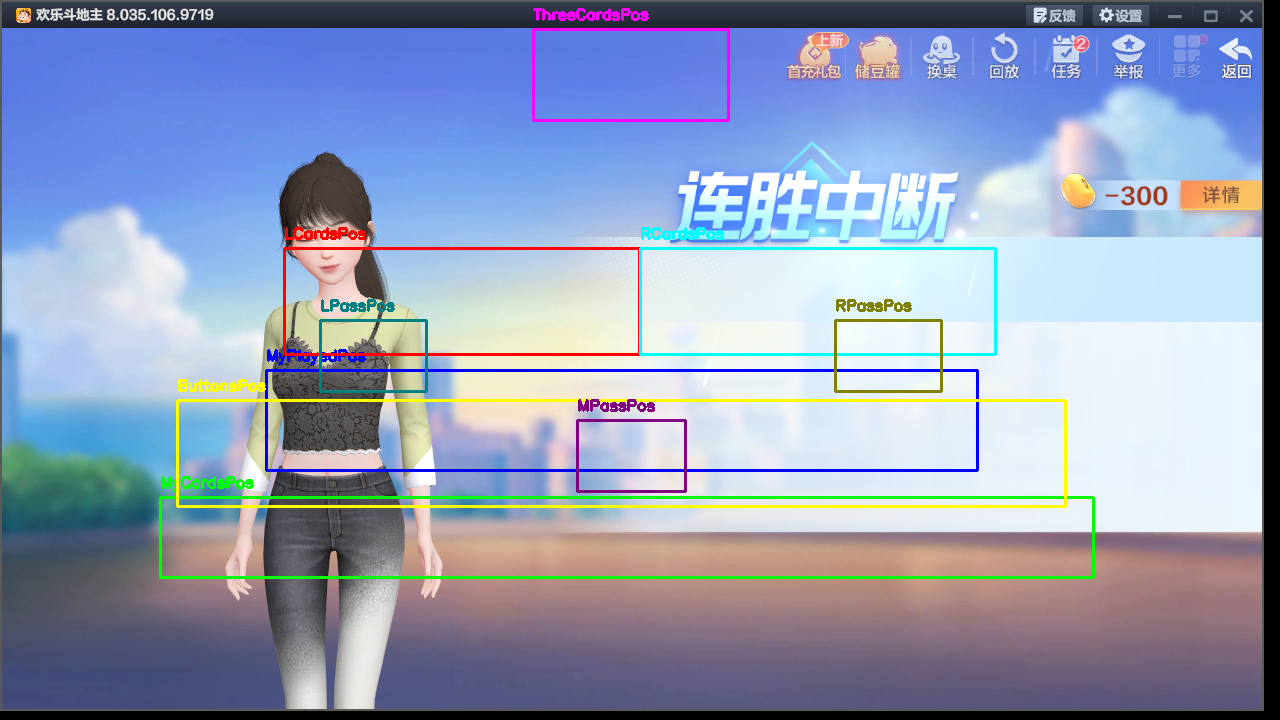 欢乐斗地主 8.035.106.9719
ThreeCardsPos
反馈
设置
上新
首充礼包
储豆罐
换桌
回放
2
任务
举报
更多
返回
连胜中断
-300
详情
LCardsPos
RCardsPos
LPassPos
RPassPos
MyPlayedPos
ButtonsPos
MPassPos
MyCardsPos